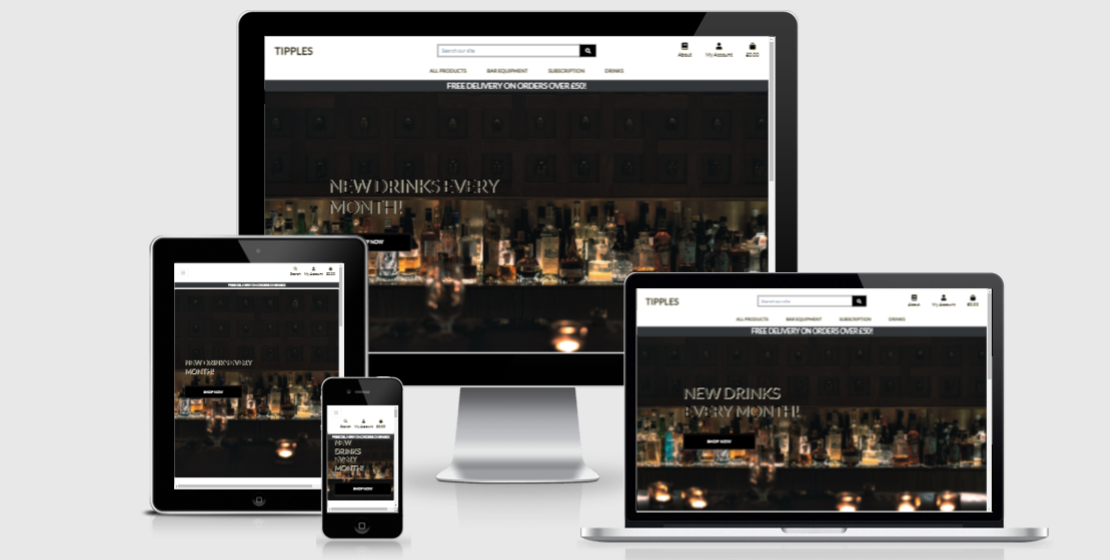 TIPPLES
Search our site
About
My Account
£0.00
ALL PRODUCTS
BAR EQUIPMENT
SUBSCRIPTION
DRINKS
FREE DELIVERY ON ORDERS OVER £50!
NEW DRINKS EVERY
MONTH!
NOW
Search
My Account
£0.00
FREE DELIVERY ON ORDERS OVER £50!
NEW DRINKS EVERY
MONTH!
SHOP NOW
Search
My Account
£0.00
FREE DELIVERY ON ORDERS OVER £50!
NEW
DRINKS
EVERY
MONTH!
SHOP NOW
TIPPLES
Search our site
About
My Account
£0.00
ALL PRODUCTS
BAR EQUIPMENT
SUBSCRIPTION
DRINKS
FREE DELIVERY ON ORDERS OVER £50!
NEW DRINKS
EVERY MONTH!
SHOP NOW